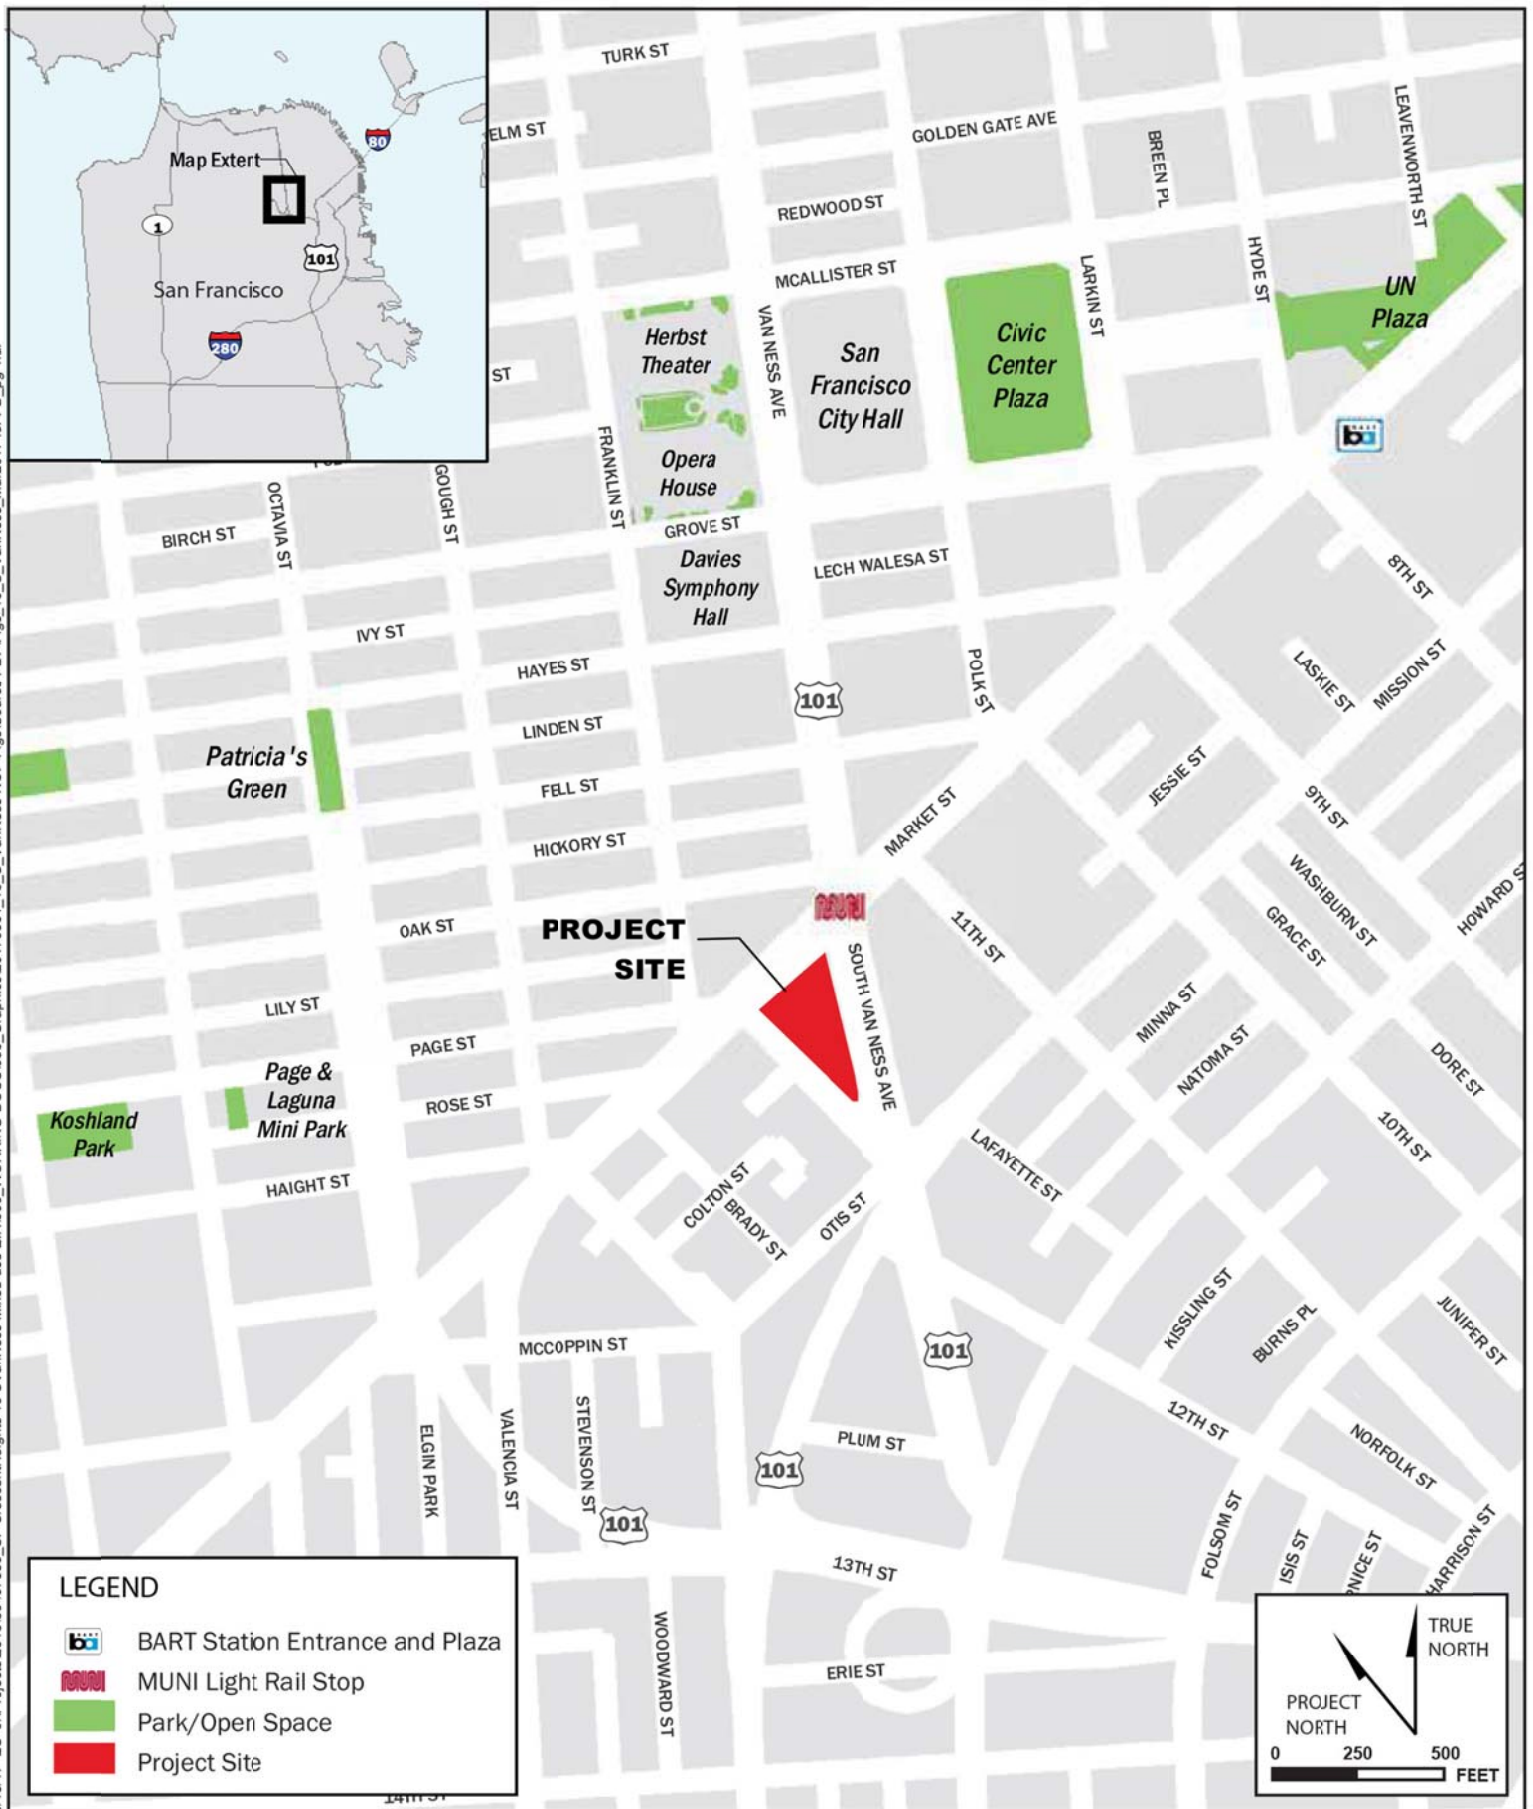 TURK ST
ELM ST
GOLDEN GATE AVE
BREEN PL
LEAVENWORTH ST
80
Map Extert
1
101
San Francisco
280
REDWOOD ST
MCALLISTER ST
LARKIN ST
HYDE ST
UN
Plaza
VAN NESS AVE
Herbst
Theater
San
Francisco
City Hall
Civic
Center
Plaza
ST
FRANKLIN ST
Opera
House
GOUGH ST
OCTAVIA ST
BIRCH ST
GROVE ST
Davies
Symphony
Hall
LECH WALESA ST
8TH ST
IVY ST
HAYES ST
POLK ST
LASKIE ST
MISSION ST
101
LINDEN ST
Patricia's
Green
FELL ST
JESSIE ST
9TH ST
MARKET ST
HICKORY ST
WASHBURN ST
GRACE ST
HOWARD ST
MUNI
OAK ST
PROJECT
SITE
11TH ST
SOUTH VAN NESS AVE
LILY ST
MINNA ST
NATOMA ST
DORE ST
PAGE ST
Page &
Laguna
Mini Park
ROSE ST
Koshland
Park
10TH ST
LAFAYETTE ST
HAIGHT ST
COLTON ST
BRADY ST
OTIS ST
KISSLING ST
BURNS PL
JUNIPER ST
MCCOPPIN ST
101
12TH ST
ELGIN PARK
VALENCIA ST
STEVENSON ST
PLUM ST
101
NORFOLK ST
101
FOLSOM ST
ISIS ST
RNICE ST
HARRISON ST
13TH ST
WOODWARD ST
ERIE ST
14TH ST
LEGEND
BART Station Entrance and Plaza
MUNI MUNI Light Rail Stop
Park/Open Space
Project Site
TRUE
NORTH
PROJECT
NORTH
0 250 500
FEET